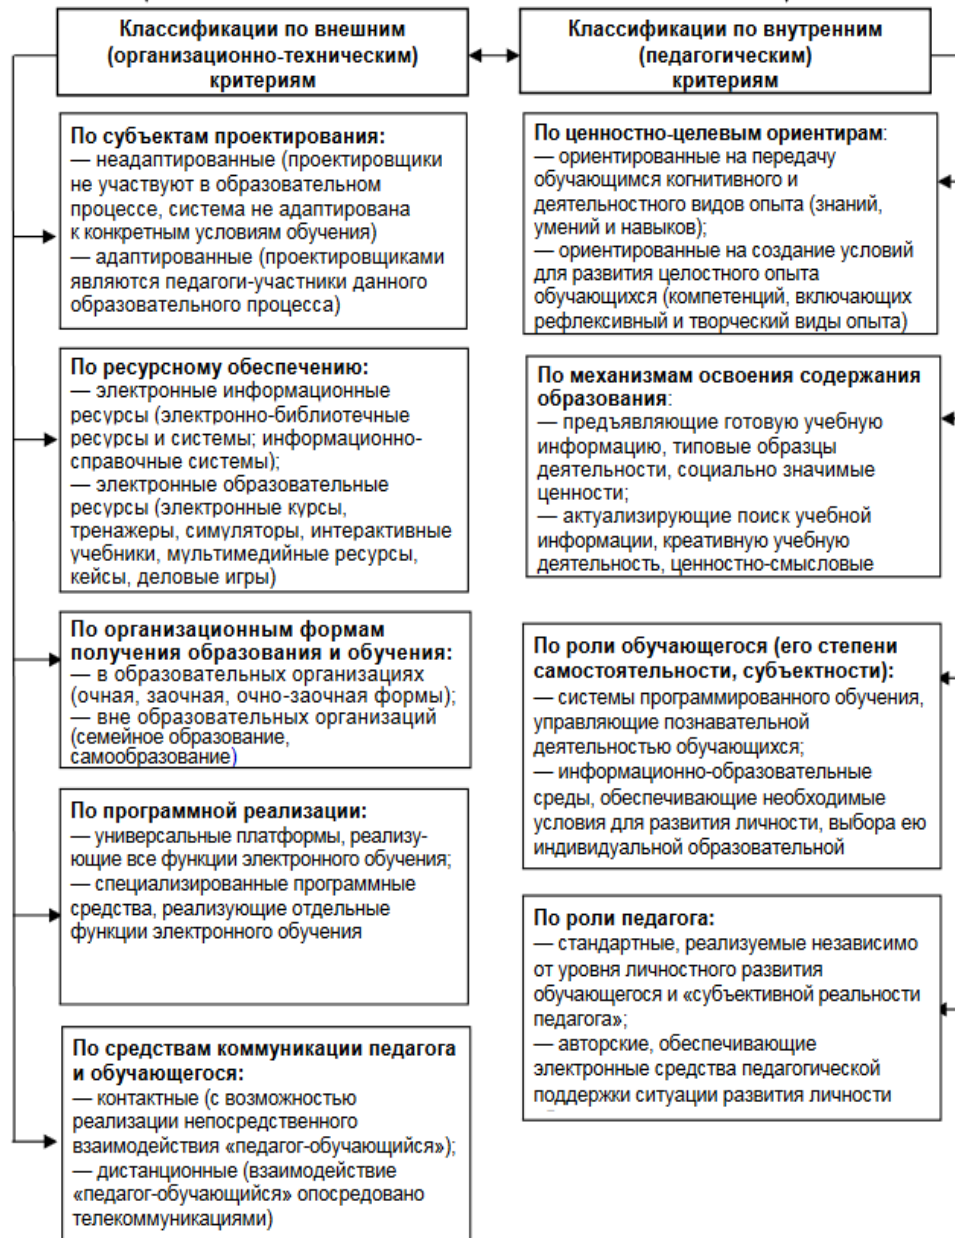 Классификации по внешним
(организационно-техническим)
критериям
По субъектам проектирования:
— неадаптированные (проектировщики
не участвуют в образовательном
процессе, система не адаптирована
к конкретным условиям обучения)
— адаптированные (проектировщиками
являются педагоги-участники данного
образовательного процесса)
По ресурсному обеспечению:
— электронные информационные
ресурсы (электронно-библиотечные
ресурсы и системы; информационно-
справочные системы);
— электронные образовательные
ресурсы (электронные курсы,
тренажеры, симуляторы, интерактивные
учебники, мультимедийные ресурсы,
кейсы, деловые игры)
По организационным формам
получения образования и обучения:
— в образовательных организациях
(очная, заочная, очно-заочная формы);
— вне образовательных организаций
(семейное образование,
самообразование)
По программной реализации:
— универсальные платформы, реализу-
ющие все функции электронного обучения;
— специализированные программные
средства, реализующие отдельные
функции электронного обучения
По средствам коммуникации педагога
и обучающегося:
— контактные (с возможностью
реализации непосредственного
взаимодействия «педагог-обучающийся»);
— дистанционные (взаимодействие
«педагог-обучающийся» опосредовано
телекоммуникациями)
Классификации по внутренним
(педагогическим)
критериям
По ценностно-целевым ориентирам:
— ориентированные на передачу
обучающимся когнитивного и
деятельностного видов опыта (знаний,
умений и навыков);
— ориентированные на создание условий
для развития целостного опыта
обучающихся (компетенций, включающих
рефлексивный и творческий виды опыта)
По механизмам освоения содержания
образования:
— предъявляющие готовую учебную
информацию, типовые образцы
деятельности, социально значимые
ценности;
— актуализирующие поиск учебной
информации, креативную учебную
деятельность, ценностно-смысловые
По роли обучающегося (его степени
самостоятельности, субъектности):
— системы программированного обучения,
управляющие познавательной
деятельностью обучающихся;
— информационно-образовательные
среды, обеспечивающие необходимые
условия для развития личности, выбора ею
индивидуальной образовательной
По роли педагога:
— стандартные, реализуемые независимо
от уровня личностного развития
обучающегося и «субъективной реальности
педагога»;
— авторские, обеспечивающие
электронные средства педагогической
поддержки ситуации развития личности